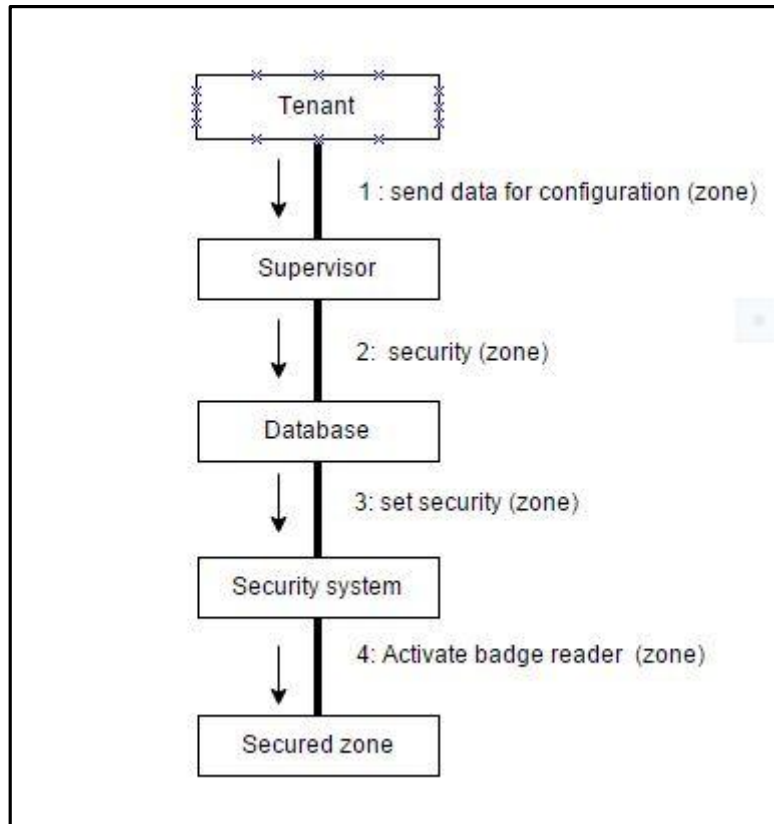 Tenant
1 : send data for configuration (zone)
Supervisor
2:  security (zone)
Database
3: set security (zone)
Security system
4: Activate badge reader  (zone)
Secured zone